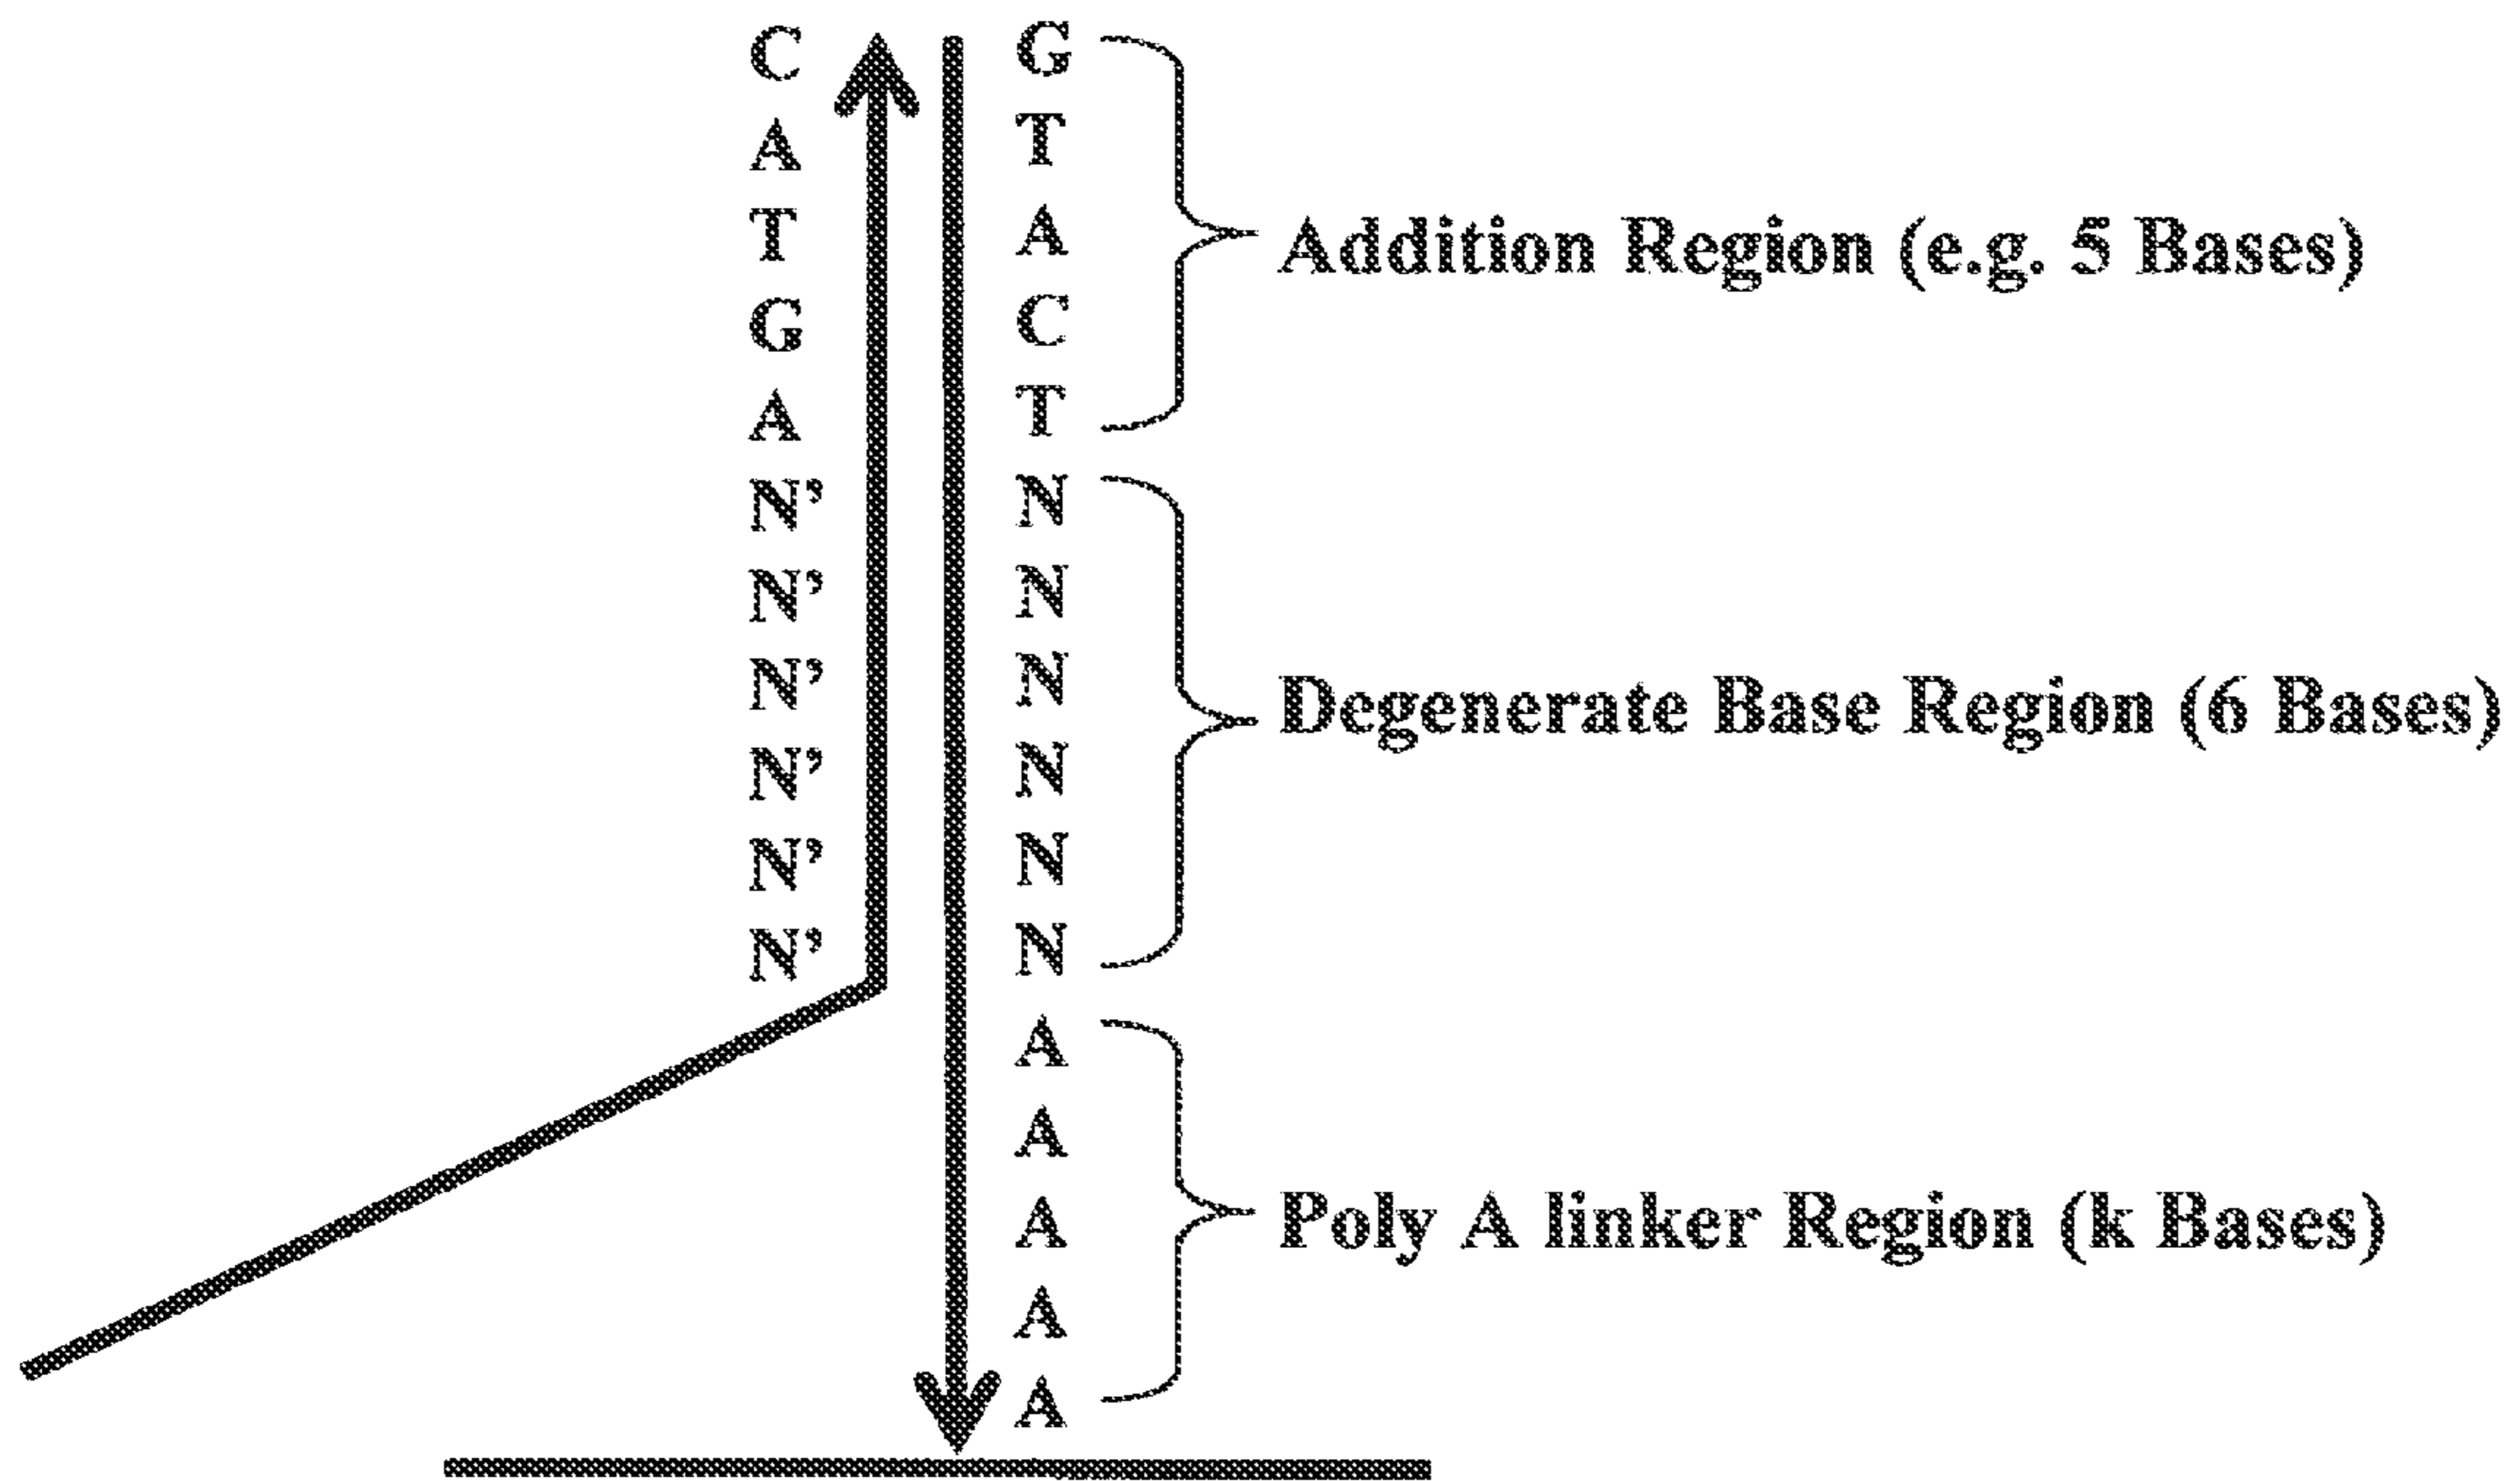 C G
A T
T A Addition Region (e.g. 5 Bases)
G C
A T
N’ N
N’ N
N’ N Degenerate Base Region (6 Bases)
N’ N
N’ N
N’ N
A
A
A Poly A linker Region (k Bases)
A
A